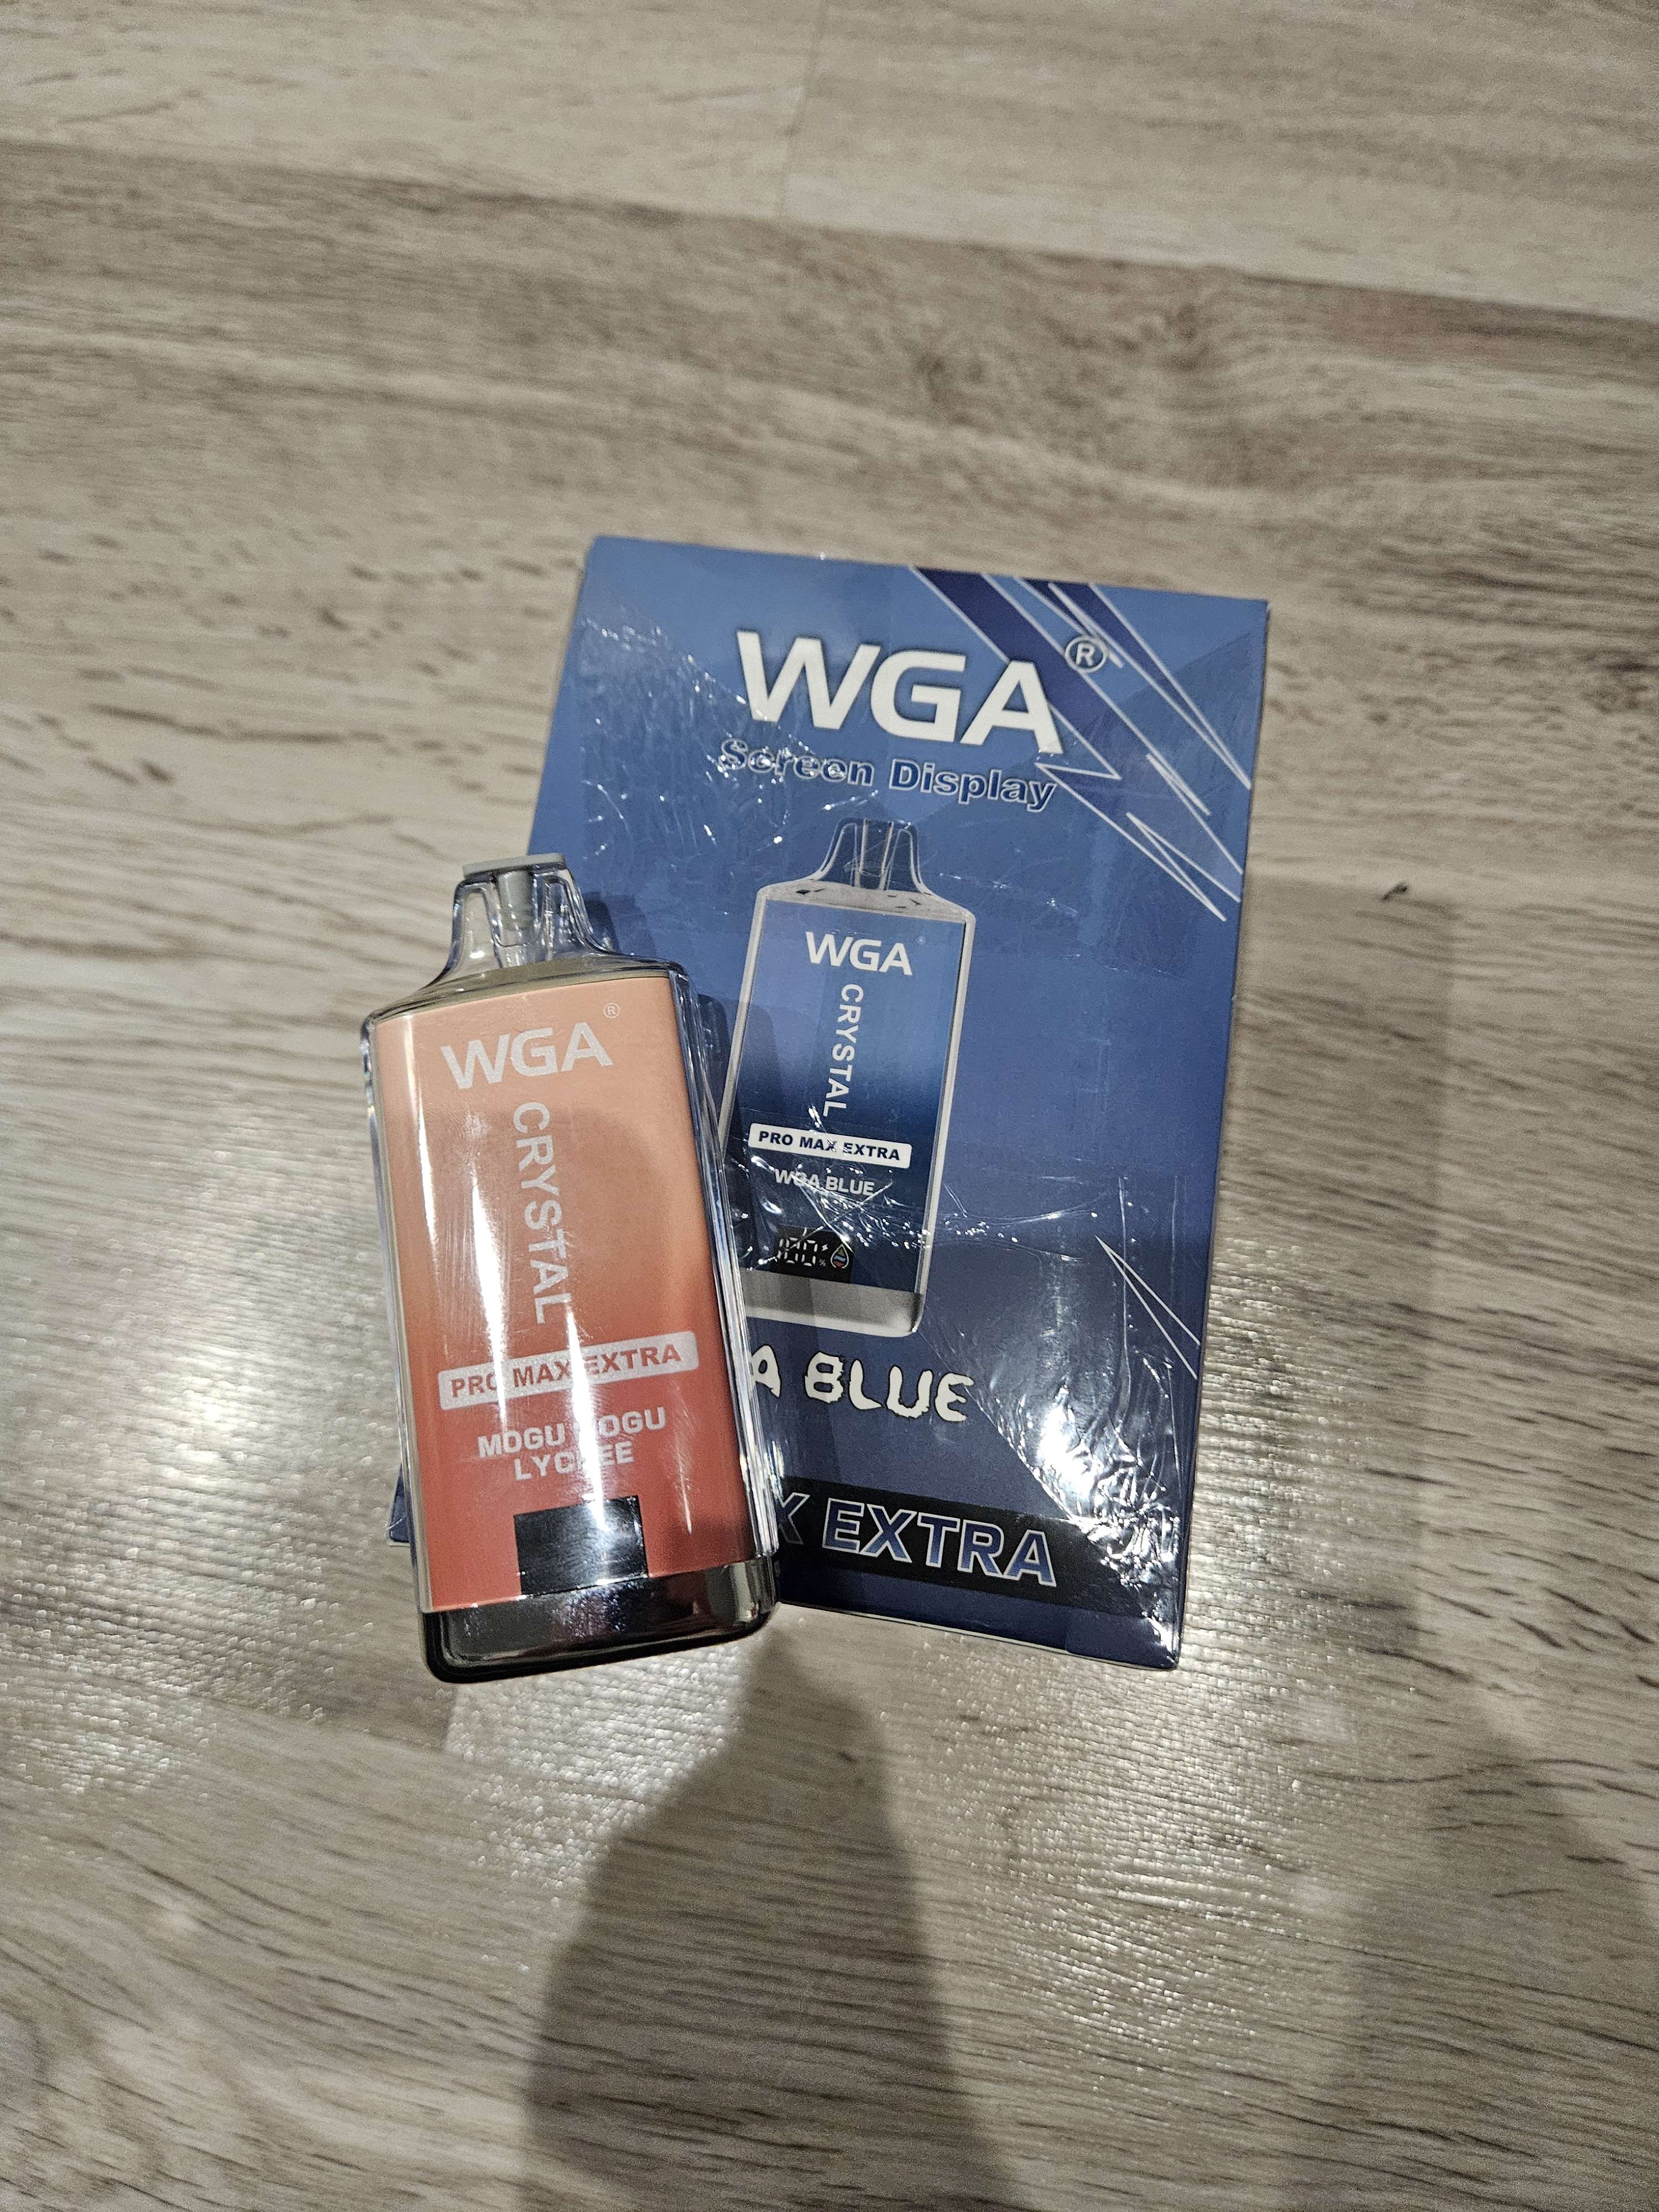 WGA®
Screen Display
WGA
CRYSTAL
PRO MAX EXTRA
WGA BLUE
BLUE
EXTRA
WGA®
CRYSTAL
PRO MAX EXTRA
MOGU MOGU
LYCHEE